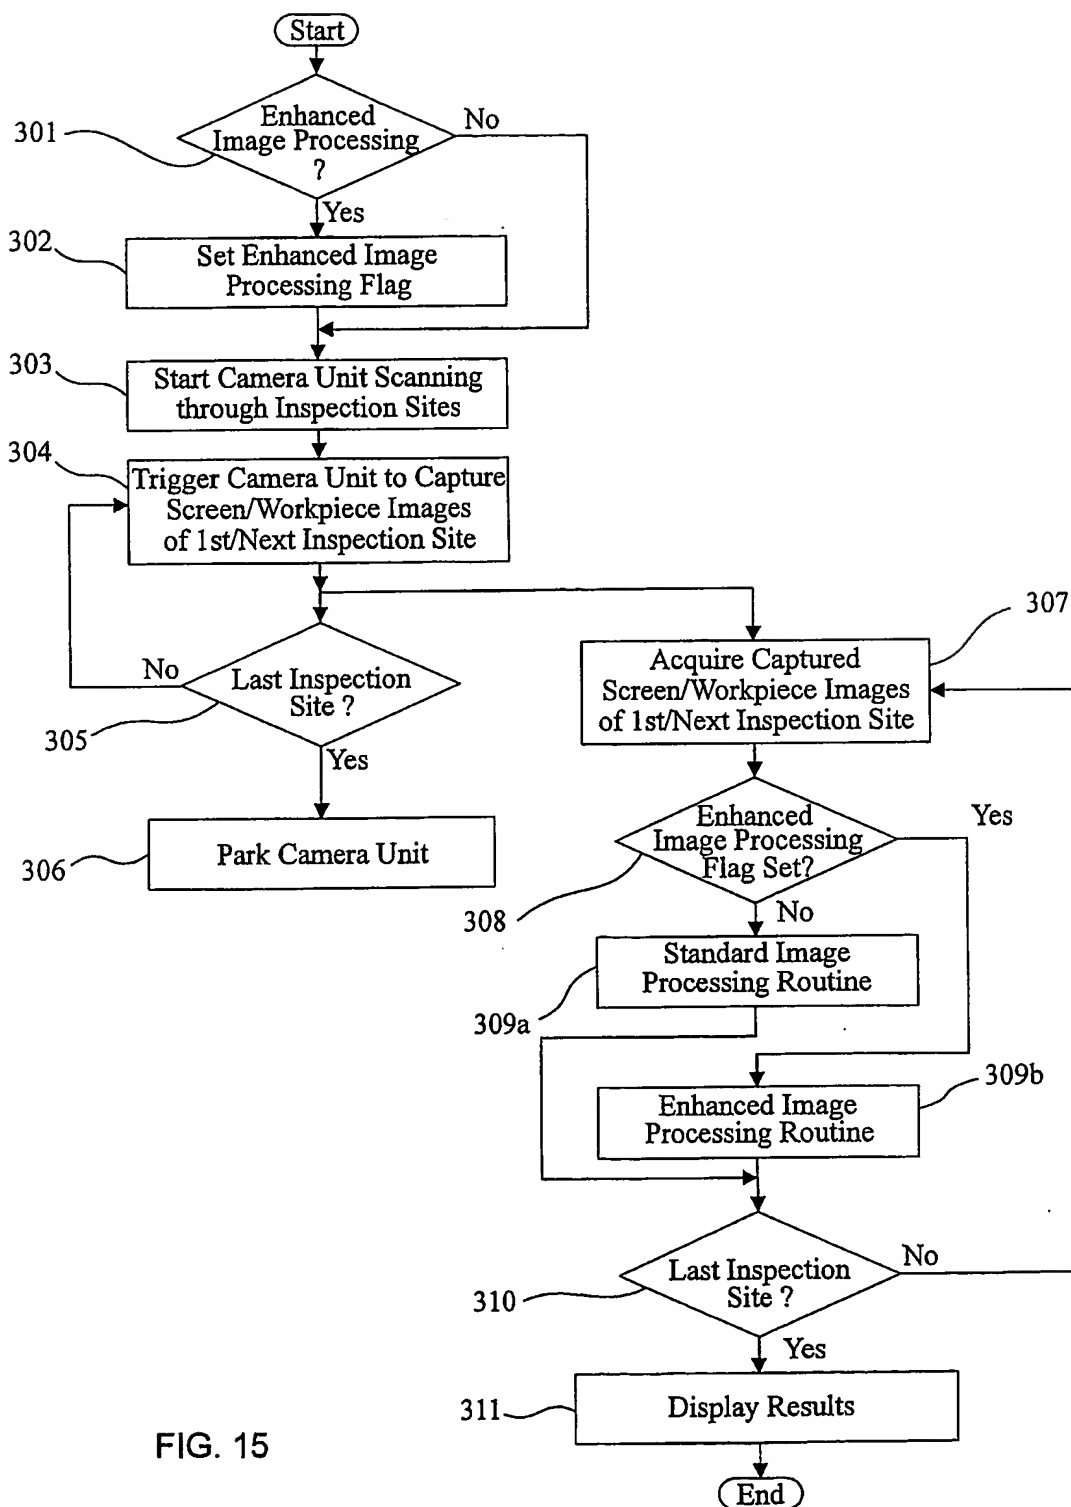 Start
Enhanced
Image Processing
?
No
301
Yes
302
Set Enhanced Image
Processing Flag
303
Start Camera Unit Scanning
through Inspection Sites
304
Trigger Camera Unit to Capture
Screen/Workpiece Images
of 1st/Next Inspection Site
No
Last Inspection
Site ?
305
Yes
306
Park Camera Unit
307
Acquire Captured
Screen/Workpiece Images
of 1st/Next Inspection Site
Enhanced
Image Processing
Flag Set?
Yes
308
No
Standard Image
Processing Routine
309a
309b
Enhanced Image
Processing Routine
Last Inspection
Site ?
No
310
Yes
311
Display Results
End
FIG. 15